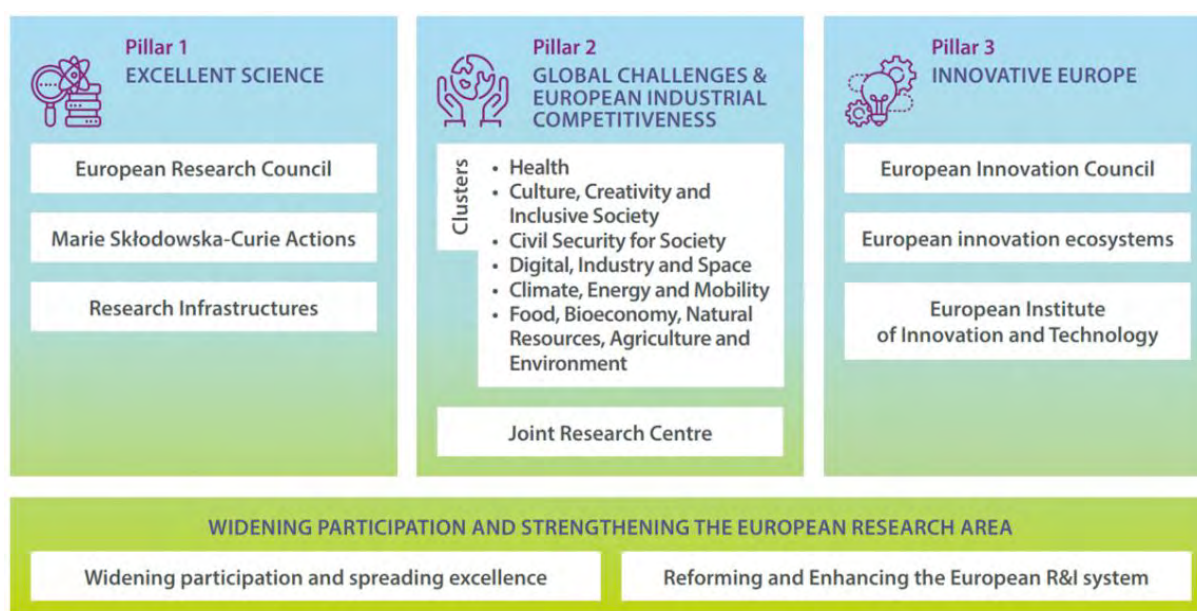 Pillar 1
EXCELLENT SCIENCE
European Research Council
Marie Skłodowska-Curie Actions
Research Infrastructures
Pillar 2
GLOBAL CHALLENGES &
EUROPEAN INDUSTRIAL
COMPETITIVENESS
Clusters
• Health
• Culture, Creativity and
Inclusive Society
• Civil Security for Society
• Digital, Industry and Space
• Climate, Energy and Mobility
• Food, Bioeconomy, Natural
Resources, Agriculture and
Environment
Joint Research Centre
Pillar 3
INNOVATIVE EUROPE
European Innovation Council
European innovation ecosystems
European Institute
of Innovation and Technology
WIDENING PARTICIPATION AND STRENGTHENING THE EUROPEAN RESEARCH AREA
Widening participation and spreading excellence
Reforming and Enhancing the European R&I system